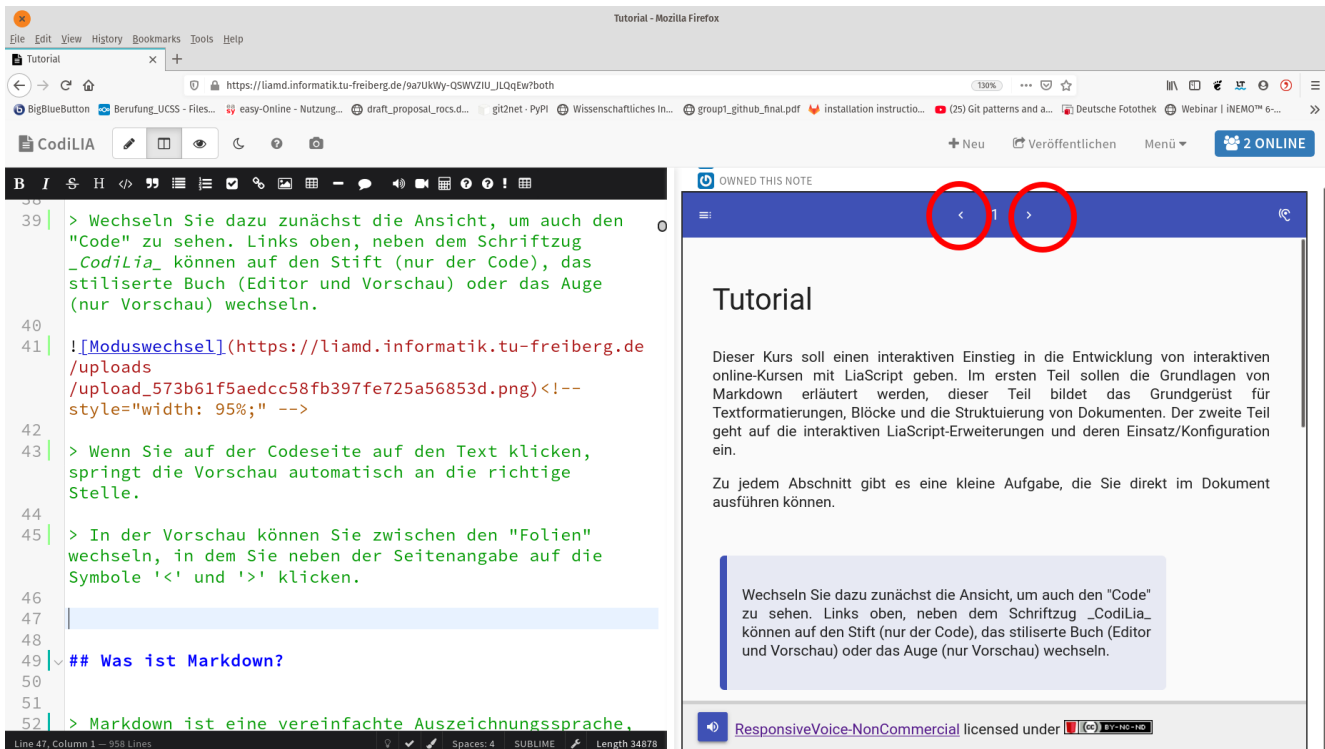 Tutorial - Mozilla Firefox
File Edit View History Bookmarks Tools Help
Tutorial × +
https://liamd.informatik.tu-freiberg.de/9a7UkWy-QSWVZIU_JLQqEw?both 130%
BigBlueButton Berufung_UCSS - Files... easy-Online - Nutzung... draft_proposal_rocs.d... git2net · PyPI Wissenschaftliches In... group1_github_final.pdf installation instructio... (25) Git patterns and a... Deutsche Fotothek Webinar | iNEMO™ 6-... »
CodiLIA + Neu Veröffentlichen Menü 2 ONLINE
B I S H </>
38
39 > Wechseln Sie dazu zunächst die Ansicht, um auch den
"Code" zu sehen. Links oben, neben dem Schriftzug
_CodiLia_ können auf den Stift (nur der Code), das
stiliserte Buch (Editor und Vorschau) oder das Auge
(nur Vorschau) wechseln.
40
41 ![Moduswechsel](https://liamd.informatik.tu-freiberg.de
/uploads
/upload_573b61f5aedcc58fb397fe725a56853d.png)<!--
style="width: 95%;" -->
42
43 > Wenn Sie auf der Codeseite auf den Text klicken,
springt die Vorschau automatisch an die richtige
Stelle.
44
45 > In der Vorschau können Sie zwischen den "Folien"
wechseln, in dem Sie neben der Seitenangabe auf die
Symbole '<' und '>' klicken.
46
47
48
49 ## Was ist Markdown?
50
51
52 > Markdown ist eine vereinfachte Auszeichnungssprache,
Line 47, Column 1 — 958 Lines Spaces: 4 SUBLIME Length 34878
OWNED THIS NOTE
< 1 >
Tutorial
Dieser Kurs soll einen interaktiven Einstieg in die Entwicklung von interaktiven
online-Kursen mit LiaScript geben. Im ersten Teil sollen die Grundlagen von
Markdown erläutert werden, dieser Teil bildet das Grundgerüst für
Textformatierungen, Blöcke und die Struktuierung von Dokumenten. Der zweite Teil
geht auf die interaktiven LiaScript-Erweiterungen und deren Einsatz/Konfiguration
ein.
Zu jedem Abschnitt gibt es eine kleine Aufgabe, die Sie direkt im Dokument
ausführen können.
Wechseln Sie dazu zunächst die Ansicht, um auch den "Code"
zu sehen. Links oben, neben dem Schriftzug _CodiLia_
können auf den Stift (nur der Code), das stiliserte Buch (Editor
und Vorschau) oder das Auge (nur Vorschau) wechseln.
ResponsiveVoice-NonCommercial licensed under (cc) BY-NC-ND